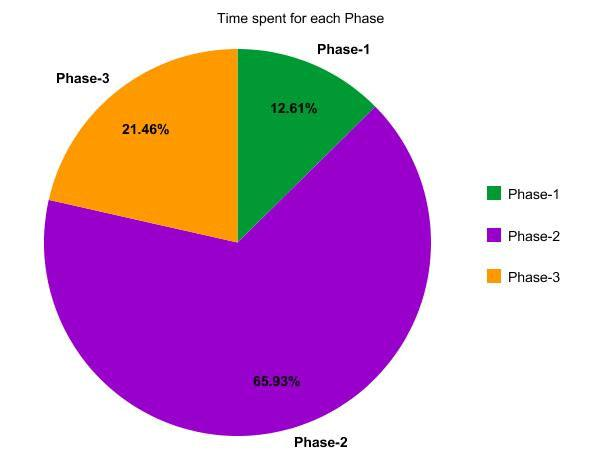 Time spent for each Phase
Phase-1
Phase-3
12.61%
21.46%
65.93%
Phase-2
Phase-1
Phase-2
Phase-3